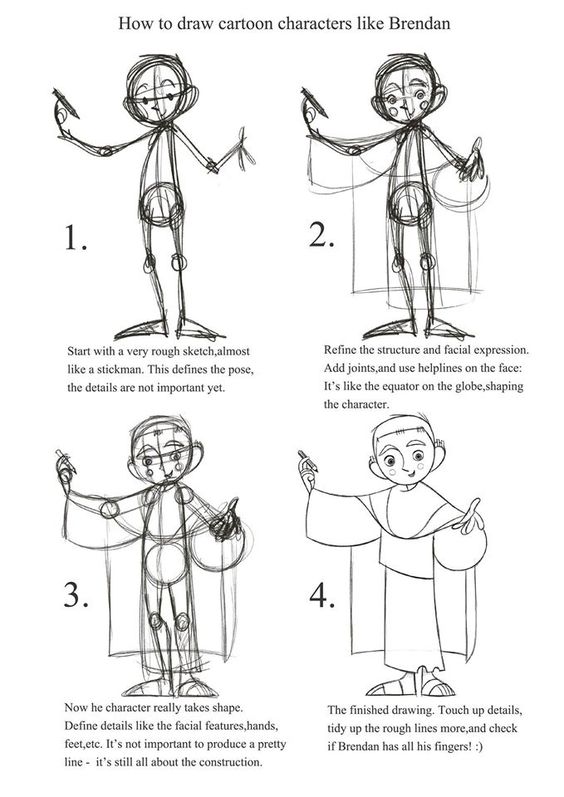 How to draw cartoon characters like Brendan
1.
Start with a very rough sketch,almost
like a stickman. This defines the pose,
the details are not important yet.
2.
Refine the structure and facial expression.
Add joints,and use helplines on the face:
It's like the equator on the globe,shaping
the character.
3.
Now he character really takes shape.
Define details like the facial features,hands,
feet,etc. It's not important to produce a pretty
line - it's still all about the construction.
4.
The finished drawing. Touch up details,
tidy up the rough lines more,and check
if Brendan has all his fingers! :)